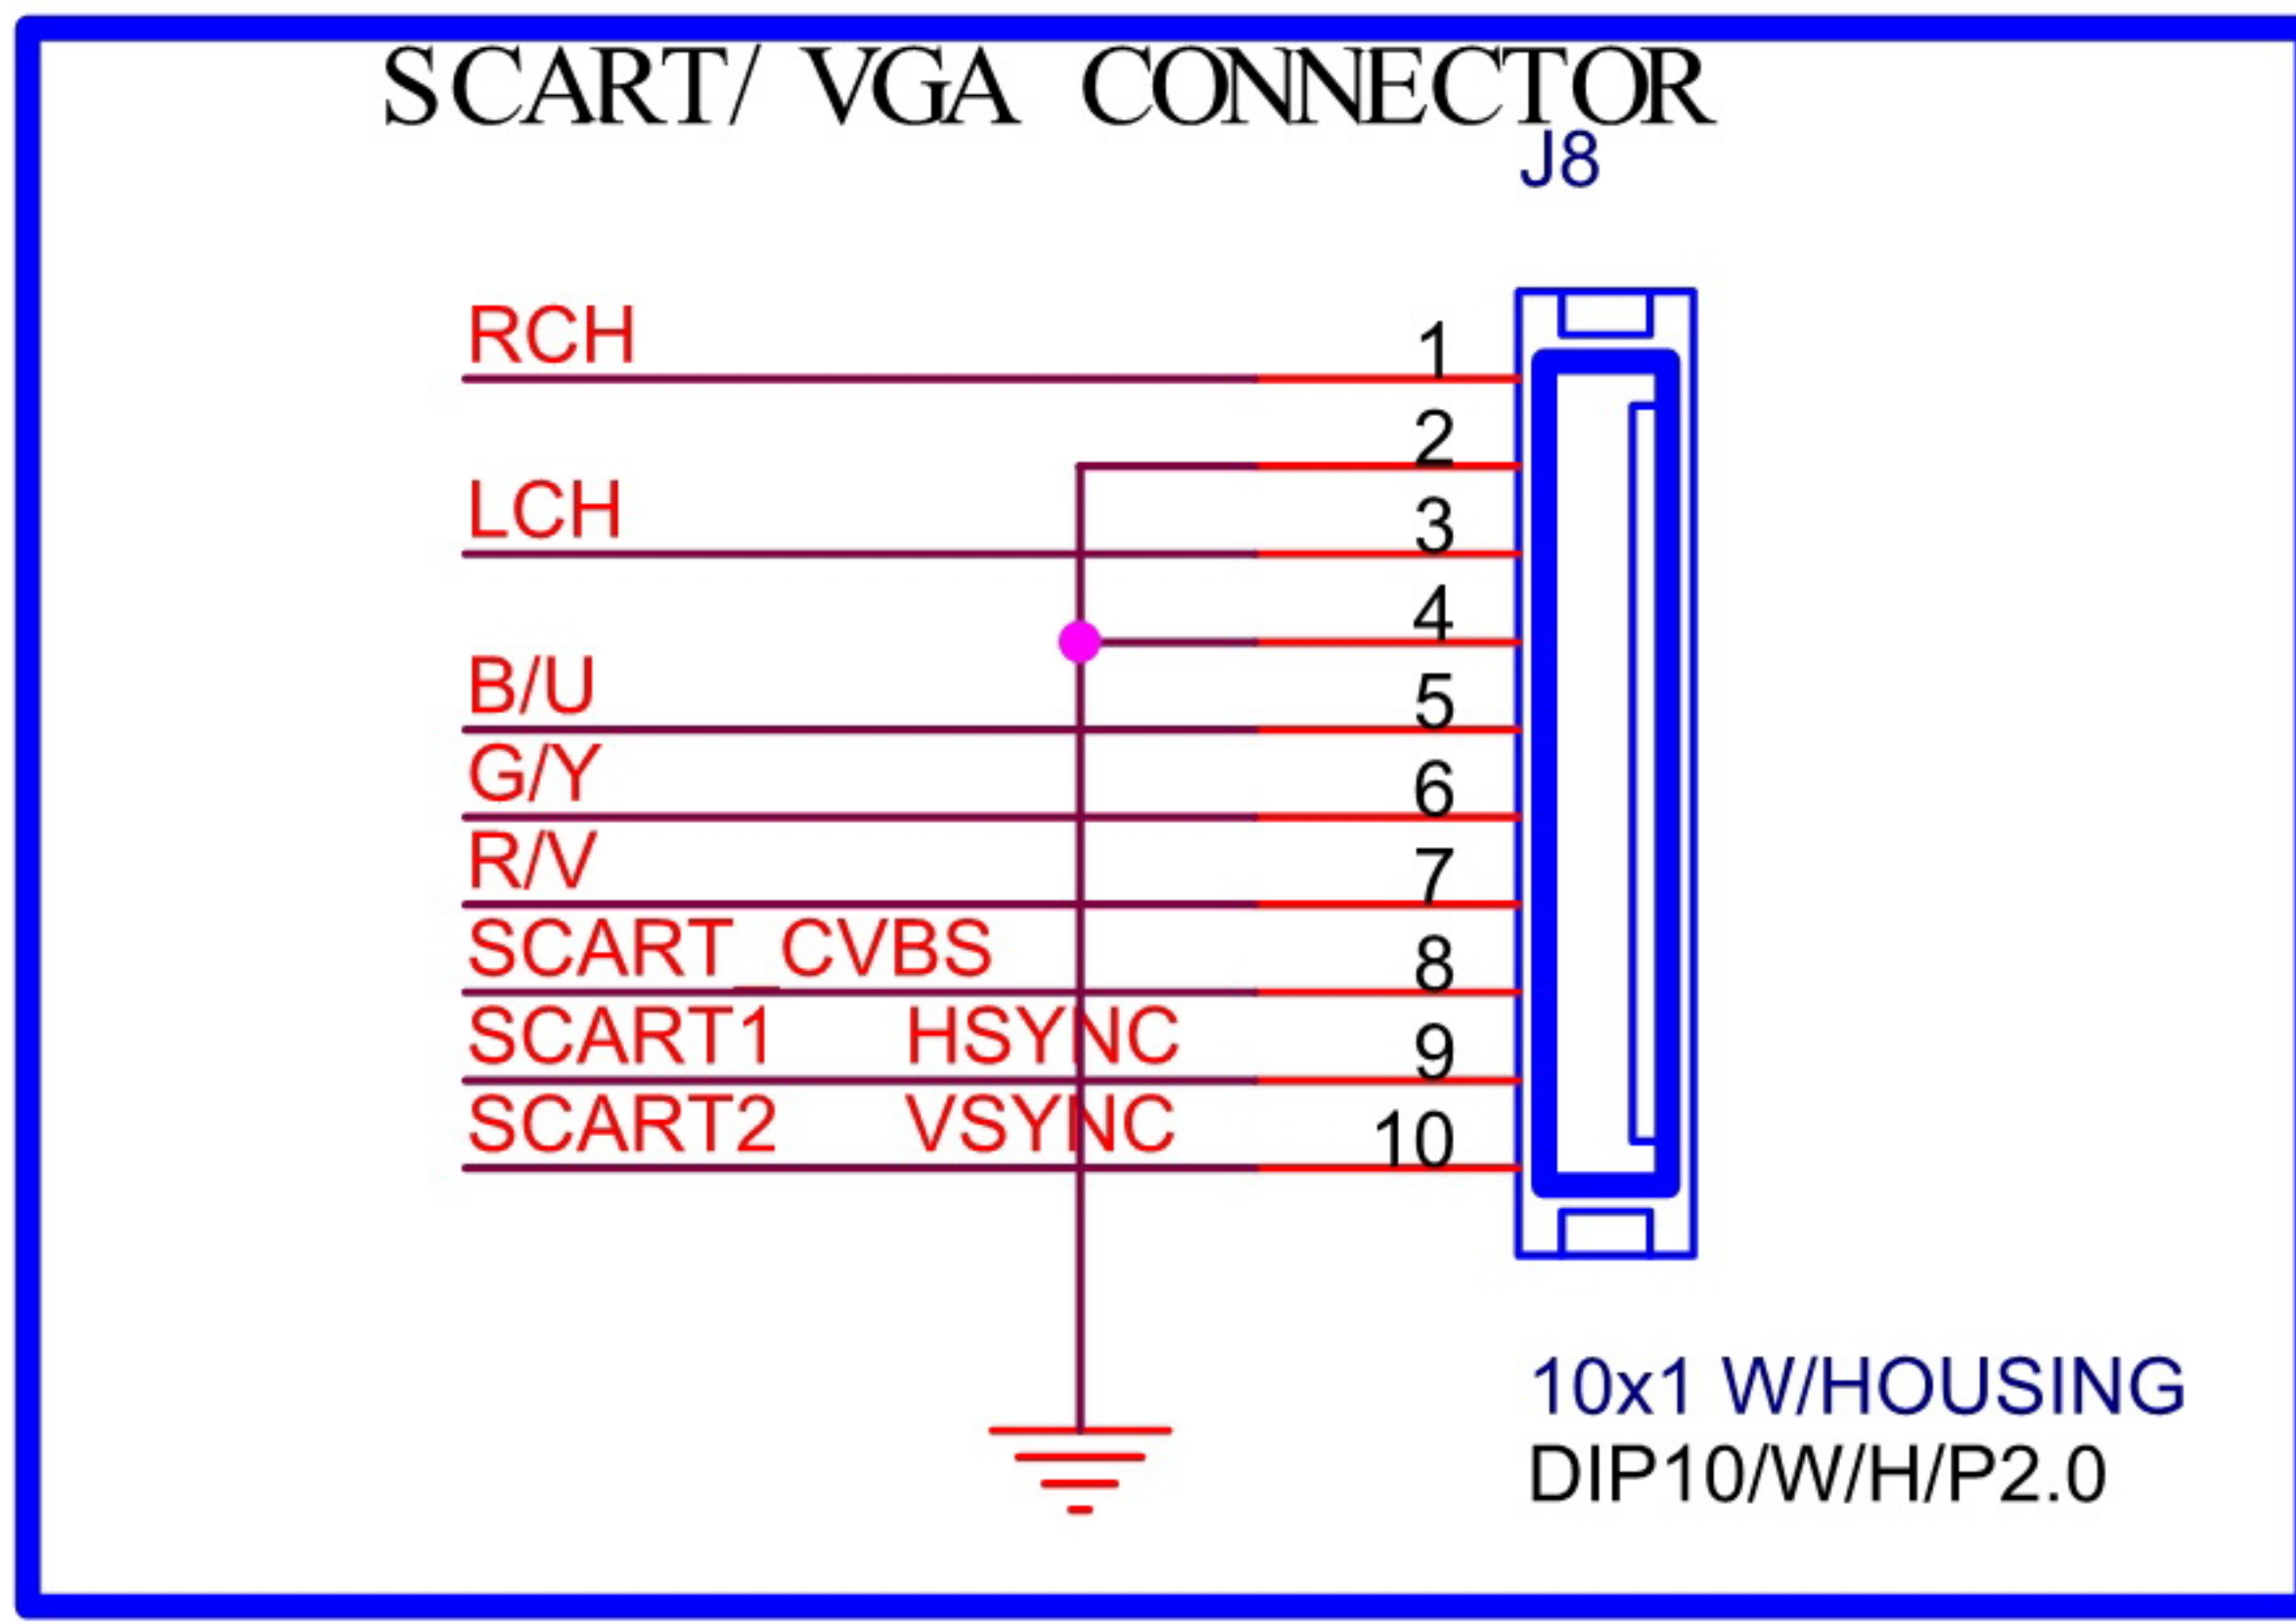 SCART/ VGA CONNECTOR
J8
RCH
1
2
LCH
3
4
B/U
5
G/Y
6
R/V
7
SCART_CVBS
8
SCART1 HSYNC
9
SCART2 VSYNC
10
10x1 W/HOUSING
DIP10/W/H/P2.0